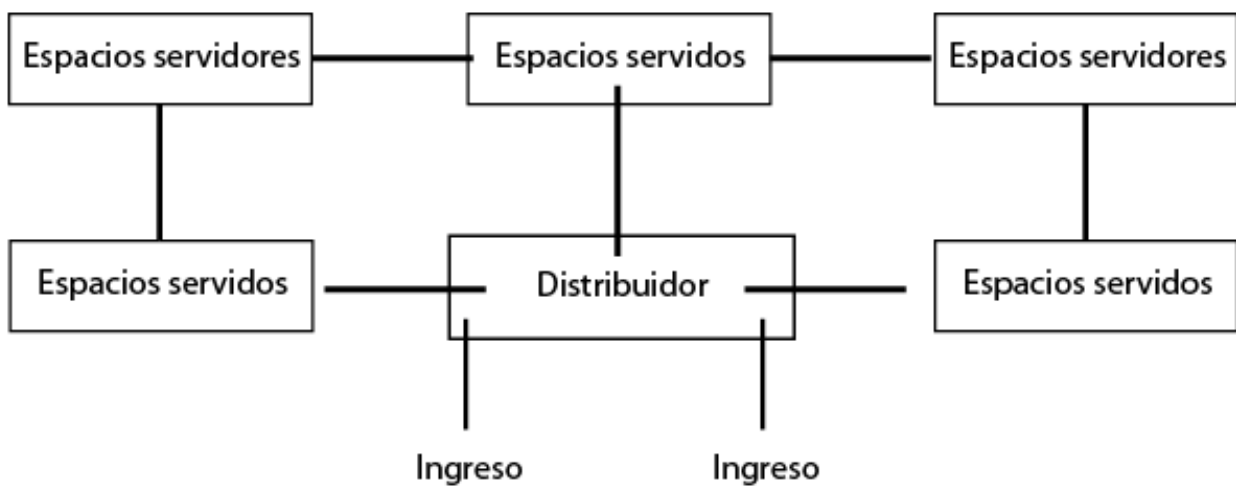 Espacios servidores
Espacios servidos
Espacios servidores
Espacios servidos
Distribuidor
Espacios servidos
Ingreso
Ingreso